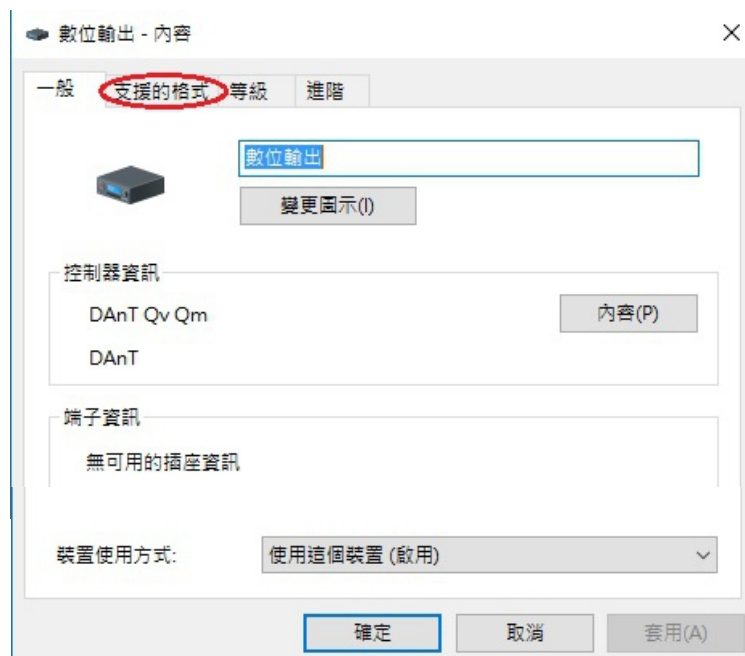 數位輸出 - 內容
一般 支援的格式 等級 進階
數位輸出
變更圖示(I)
控制器資訊
DAnT Qv Qm
內容(P)
DAnT
端子資訊
無可用的插座資訊
裝置使用方式: 使用這個裝置 (啟用)
確定 取消 套用(A)